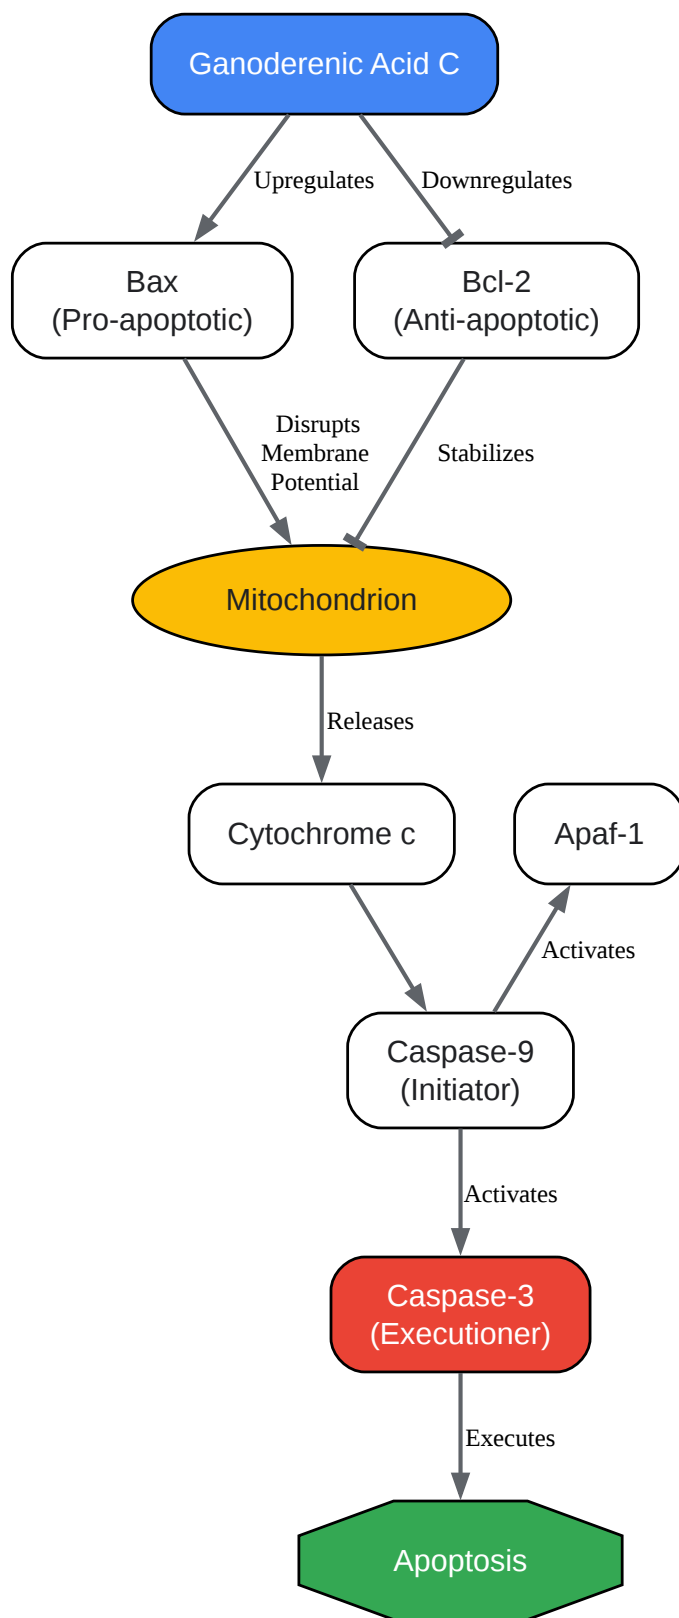 Ganoderenic Acid C
Upregulates
Downregulates
Bax
(Pro-apoptotic)
Bcl-2
(Anti-apoptotic)
Disrupts
Membrane
Potential
Stabilizes
Mitochondrion
Releases
Cytochrome c
Apaf-1
Activates
Caspase-9
(Initiator)
Activates
Caspase-3
(Executioner)
Executes
Apoptosis